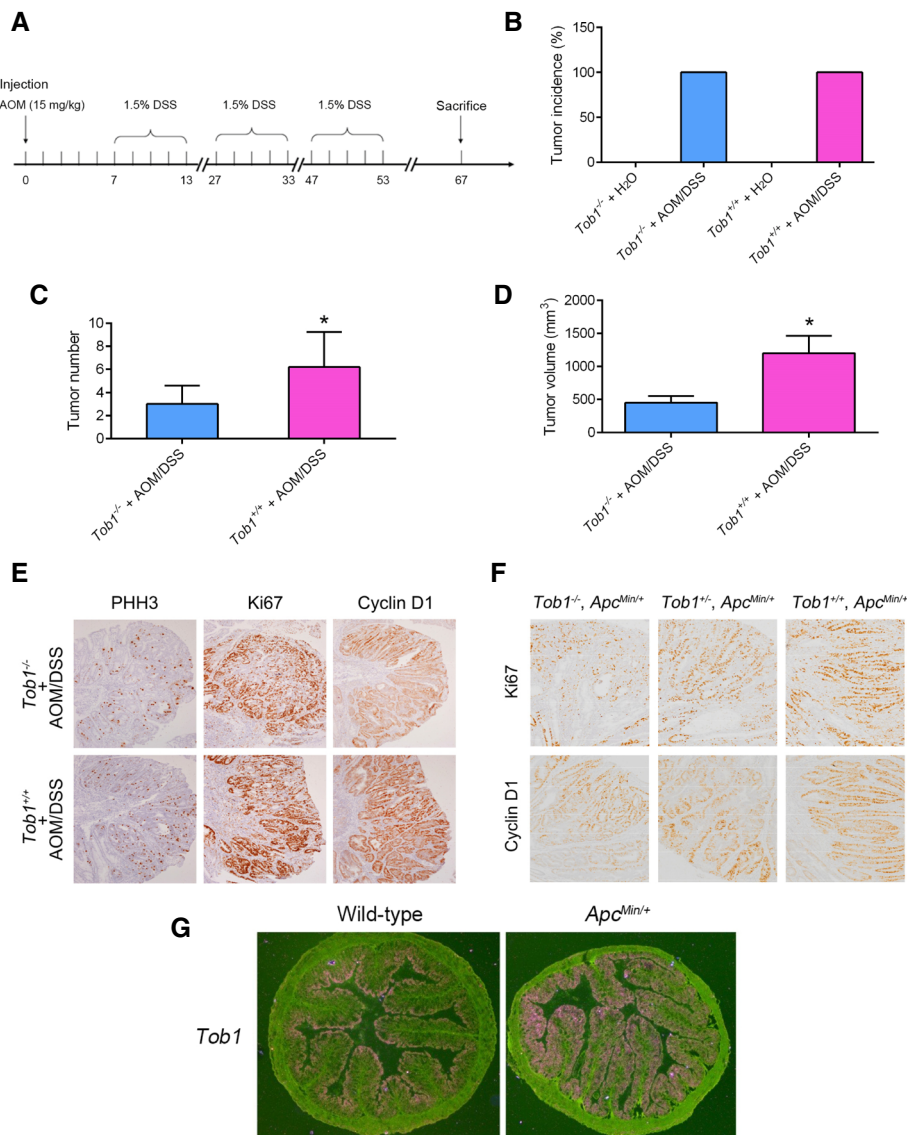 A
Injection
AOM (15 mg/kg)
1.5% DSS
1.5% DSS
1.5% DSS
Sacrifice
0
7
13
27
33
47
53
67
B
Tumor incidence (%)
150
100
50
0
Tob1-/- + H2O
Tob1-/- + AOM/DSS
Tob1+/+ + H2O
Tob1+/+ + AOM/DSS
C
Tumor number
10
8
6
4
2
0
*
Tob1-/- + AOM/DSS
Tob1+/+ + AOM/DSS
D
Tumor volume (mm3)
2000
1500
1000
500
0
*
Tob1-/- + AOM/DSS
Tob1+/+ + AOM/DSS
E
PHH3
Ki67
Cyclin D1
Tob1-/-
+
AOM/DSS
Tob1+/+
+
AOM/DSS
F
Tob1-/-, ApcMin/+
Tob1+/-, ApcMin/+
Tob1+/+, ApcMin/+
Ki67
Cyclin D1
G
Wild-type
ApcMin/+
Tob1